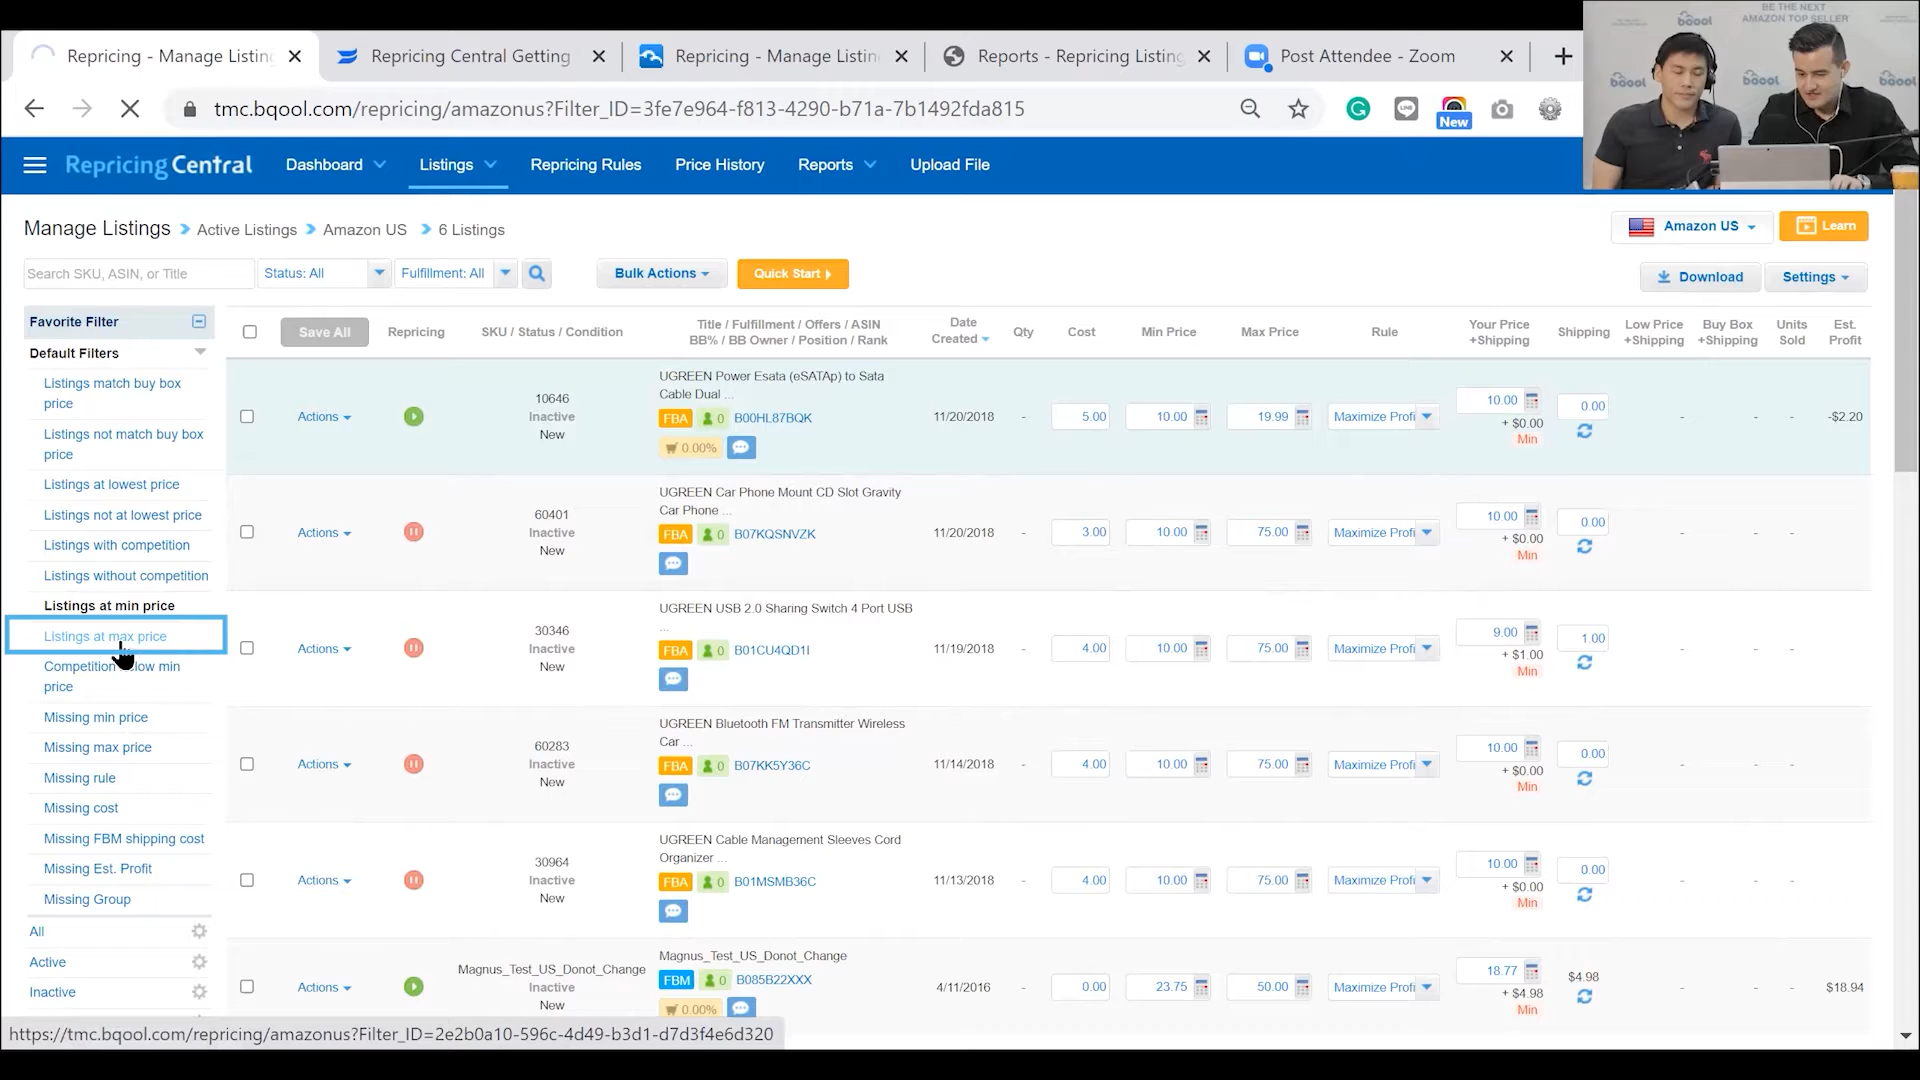 Repricing - Manage Listing
Repricing Central Getting
Repricing - Manage Listin
Reports - Repricing Listing
Post Attendee - Zoom
tmc.bqool.com/repricing/amazonus?Filter_ID=3fe7e964-f813-4290-b71a-7b1492fda815
New
BE THE NEXT
AMAZON TOP SELLER
bqool
bqool
bqool
bqool
Repricing Central
Dashboard
Listings
Repricing Rules
Price History
Reports
Upload File
Manage Listings
Active Listings
Amazon US
6 Listings
Amazon US
Learn
Search SKU, ASIN, or Title
Status: All
Fulfillment: All
Bulk Actions
Quick Start
Download
Settings
Favorite Filter
Default Filters
Listings match buy box
price
Listings not match buy box
price
Listings at lowest price
Listings not at lowest price
Listings with competition
Listings without competition
Listings at min price
Listings at max price
Competition low min
price
Missing min price
Missing max price
Missing rule
Missing cost
Missing FBM shipping cost
Missing Est. Profit
Missing Group
All
Active
Inactive
Save All
Repricing
SKU / Status / Condition
Title / Fulfillment / Offers / ASIN
BB% / BB Owner / Position / Rank
Date
Created
Qty
Cost
Min Price
Max Price
Rule
Your Price
+Shipping
Shipping
Low Price
+Shipping
Buy Box
+Shipping
Units
Sold
Est.
Profit
Actions
10646
Inactive
New
UGREEN Power Esata (eSATAp) to Sata
Cable Dual ...
FBA 0 B00HL87BQK
0.00%
11/20/2018
-
5.00
10.00
19.99
Maximize Profi
10.00
+ $0.00
Min
0.00
-
-
-
-$2.20
Actions
60401
Inactive
New
UGREEN Car Phone Mount CD Slot Gravity
Car Phone ...
FBA 0 B07KQSNVZK
11/20/2018
-
3.00
10.00
75.00
Maximize Profi
10.00
+ $0.00
Min
0.00
-
-
-
Actions
30346
Inactive
New
UGREEN USB 2.0 Sharing Switch 4 Port USB
...
FBA 0 B01CU4QD1I
11/19/2018
-
4.00
10.00
75.00
Maximize Profi
9.00
+ $1.00
Min
1.00
-
-
-
Actions
60283
Inactive
New
UGREEN Bluetooth FM Transmitter Wireless
Car ...
FBA 0 B07KK5Y36C
11/14/2018
-
4.00
10.00
75.00
Maximize Profi
10.00
+ $0.00
Min
0.00
-
-
-
Actions
30964
Inactive
New
UGREEN Cable Management Sleeves Cord
Organizer ...
FBA 0 B01MSMB36C
11/13/2018
-
4.00
10.00
75.00
Maximize Profi
10.00
+ $0.00
Min
0.00
-
-
-
Actions
Magnus_Test_US_Donot_Change
Inactive
New
Magnus_Test_US_Donot_Change
FBM 0 B085B22XXX
0.00%
4/11/2016
-
0.00
23.75
50.00
Maximize Profi
18.77
+ $4.98
Min
$4.98
-
-
-
$18.94
https://tmc.bqool.com/repricing/amazonus?Filter_ID=2e2b0a10-596c-4d49-b3d1-d7d3f4e6d320